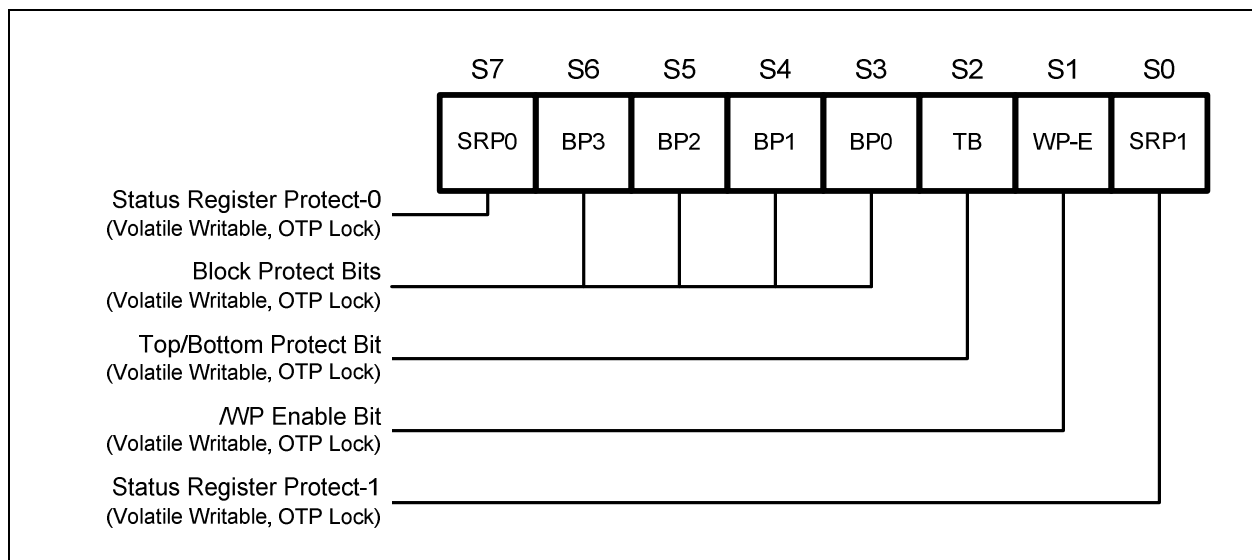 S7 S6 S5 S4 S3 S2 S1 S0
SRP0 BP3 BP2 BP1 BP0 TB WP-E SRP1
Status Register Protect-0
(Volatile Writable, OTP Lock)
Block Protect Bits
(Volatile Writable, OTP Lock)
Top/Bottom Protect Bit
(Volatile Writable, OTP Lock)
/WP Enable Bit
(Volatile Writable, OTP Lock)
Status Register Protect-1
(Volatile Writable, OTP Lock)